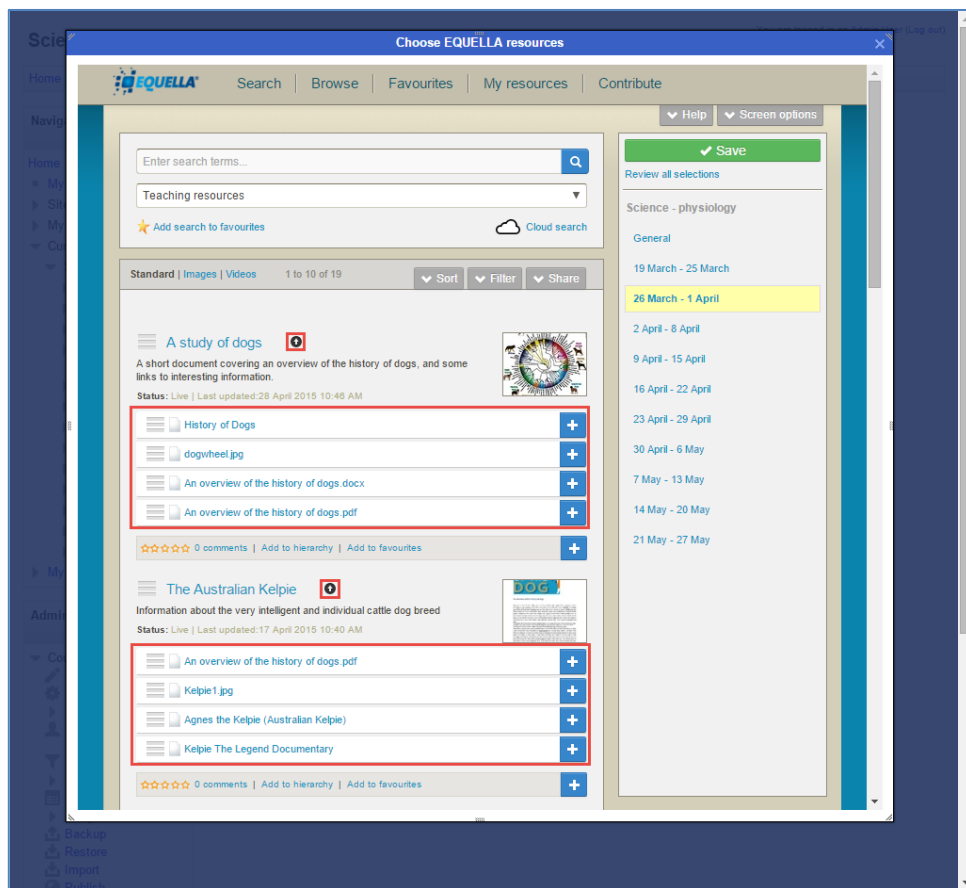 Choose EQUELLA resources
EQUELLA
Search | Browse | Favourites | My resources | Contribute
Help
Screen options
Enter search terms...
Teaching resources
Add search to favourites
Cloud search
Standard | Images | Videos
1 to 10 of 19
Sort
Filter
Share
A study of dogs
A short document covering an overview of the history of dogs, and some
links to interesting information.
Status: Live | Last updated:28 April 2015 10:46 AM
History of Dogs
dogwheel.jpg
An overview of the history of dogs.docx
An overview of the history of dogs.pdf
0 comments | Add to hierarchy | Add to favourites
The Australian Kelpie
Information about the very intelligent and individual cattle dog breed
Status: Live | Last updated:17 April 2015 10:40 AM
DOG
An overview of the history of dogs.pdf
Kelpie1.jpg
Agnes the Kelpie (Australian Kelpie)
Kelpie The Legend Documentary
0 comments | Add to hierarchy | Add to favourites
Save
Review all selections
Science - physiology
General
19 March - 25 March
26 March - 1 April
2 April - 8 April
9 April - 15 April
16 April - 22 April
23 April - 29 April
30 April - 6 May
7 May - 13 May
14 May - 20 May
21 May - 27 May
Home
Home
Backup
Restore
Import
Publish